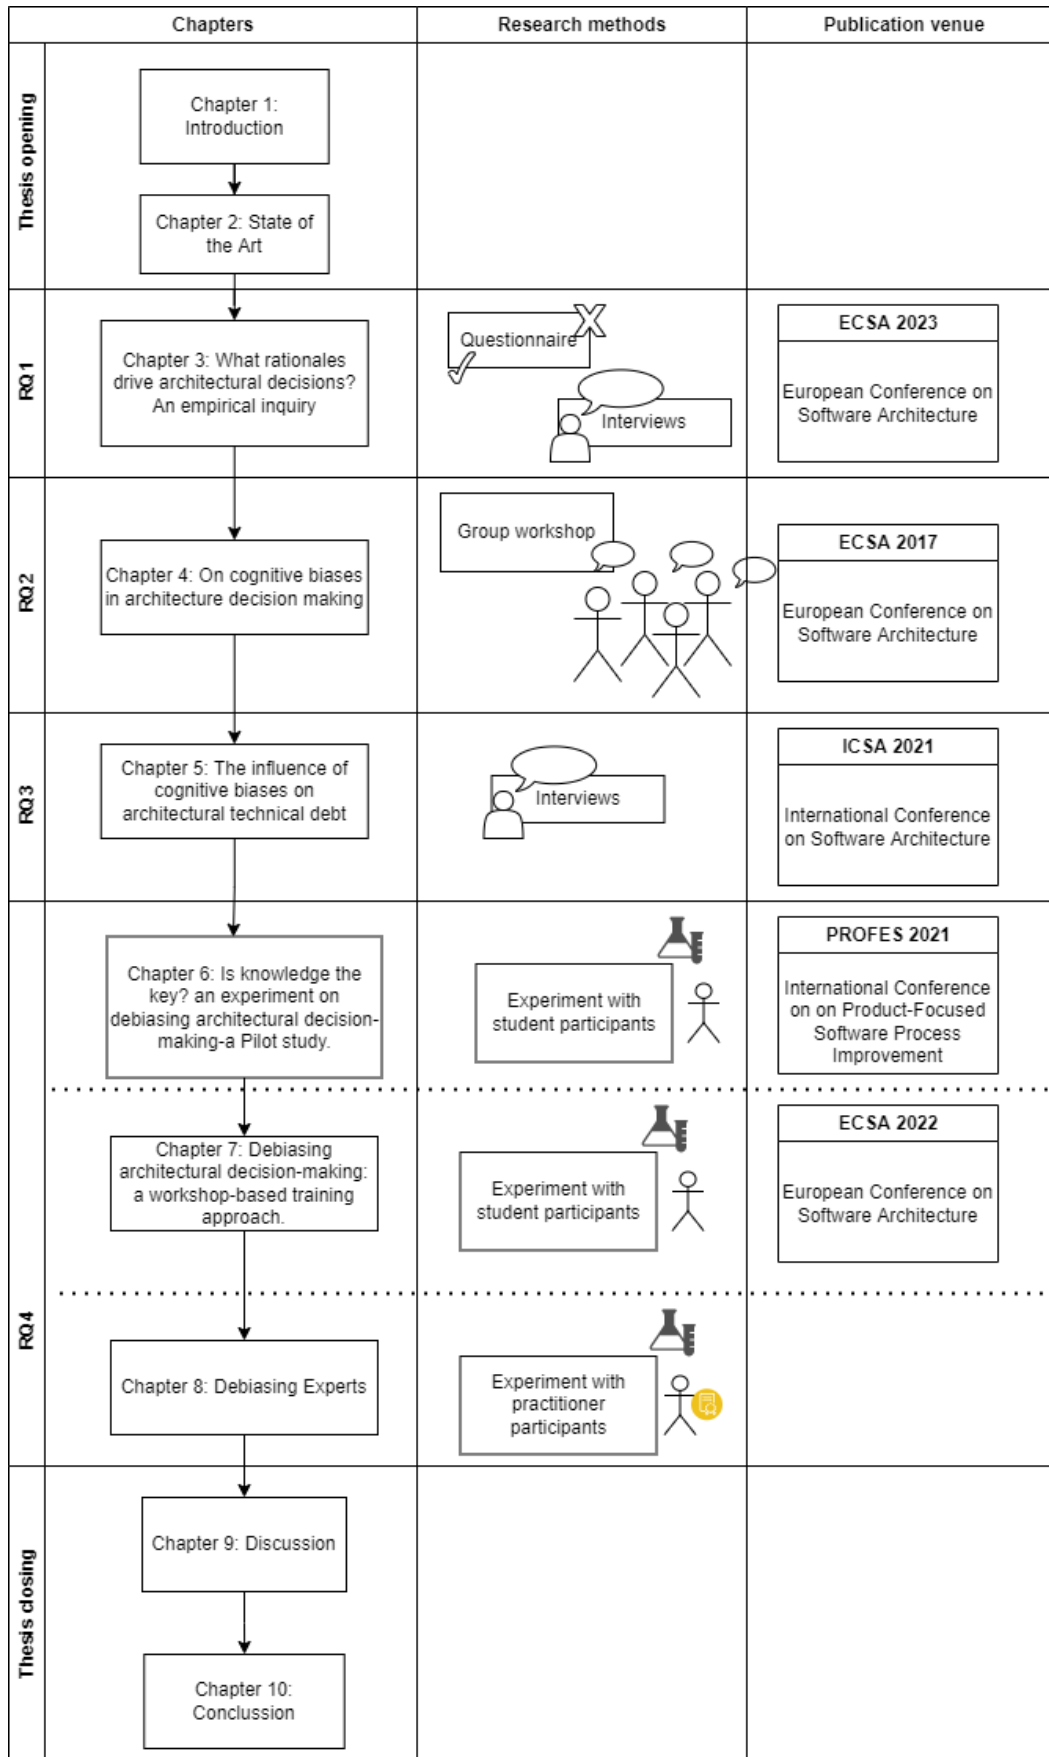 Chapters
Research methods
Publication venue
Thesis opening
Chapter 1:
Introduction
Chapter 2: State of
the Art
RQ1
Chapter 3: What rationales
drive architectural decisions?
An empirical inquiry
Questionnaire
Interviews
ECSA 2023
European Conference on
Software Architecture
RQ2
Chapter 4: On cognitive biases
in architecture decision making
Group workshop
ECSA 2017
European Conference on
Software Architecture
RQ3
Chapter 5: The influence of
cognitive biases on
architectural technical debt
Interviews
ICSA 2021
International Conference
on Software Architecture
RQ4
Chapter 6: Is knowledge the
key? an experiment on
debiasing architectural decision-
making-a Pilot study.
Experiment with
student participants
PROFES 2021
International Conference
on on Product-Focused
Software Process
Improvement
Chapter 7: Debiasing
architectural decision-making:
a workshop-based training
approach.
Experiment with
student participants
ECSA 2022
European Conference on
Software Architecture
Chapter 8: Debiasing Experts
Experiment with
practitioner
participants
Thesis closing
Chapter 9: Discussion
Chapter 10:
Conclussion